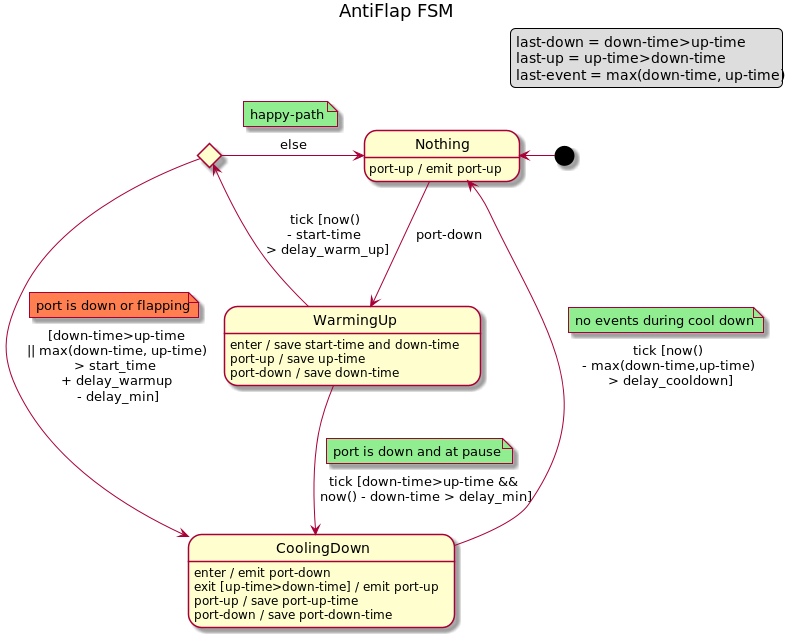 AntiFlap FSM
last-down = down-time>up-time
last-up = up-time>down-time
last-event = max(down-time, up-time)
happy-path
else
Nothing
port-up / emit port-up
tick [now()
- start-time
> delay_warm_up]
port-down
port is down or flapping
[down-time>up-time
|| max(down-time, up-time)
> start_time
+ delay_warmup
- delay_min]
WarmingUp
enter / save start-time and down-time
port-up / save up-time
port-down / save down-time
no events during cool down
tick [now()
- max(down-time,up-time)
> delay_cooldown]
port is down and at pause
tick [down-time>up-time &&
now() - down-time > delay_min]
CoolingDown
enter / emit port-down
exit [up-time>down-time] / emit port-up
port-up / save port-up-time
port-down / save port-down-time